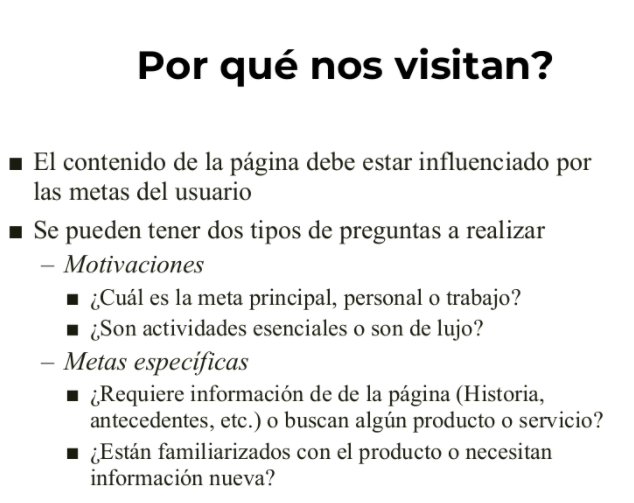 Por qué nos visitan?
■ El contenido de la página debe estar influenciado por
las metas del usuario
■ Se pueden tener dos tipos de preguntas a realizar
– Motivaciones
■ ¿Cuál es la meta principal, personal o trabajo?
■ ¿Son actividades esenciales o son de lujo?
– Metas específicas
■ ¿Requiere información de de la página (Historia,
antecedentes, etc.) o buscan algún producto o servicio?
■ ¿Están familiarizados con el producto o necesitan
información nueva?